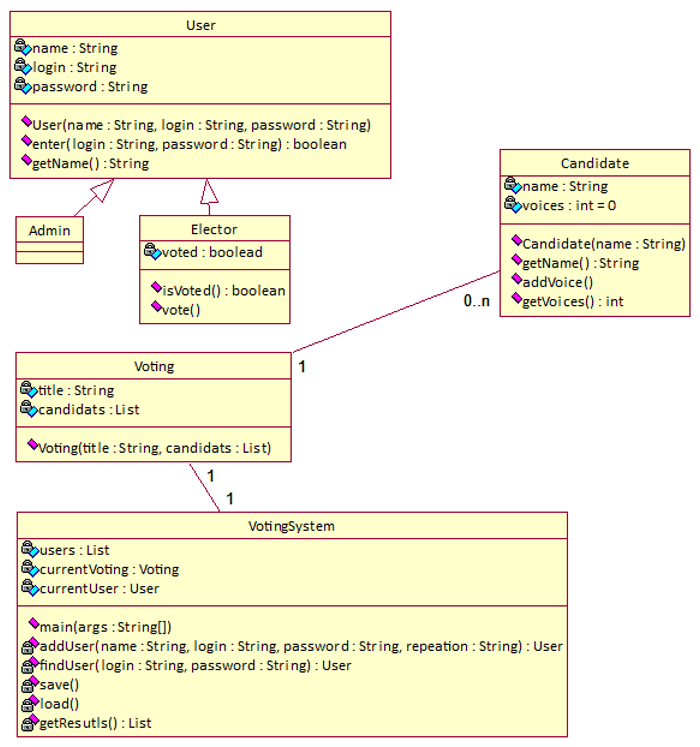 User
name : String
login : String
password : String
User(name : String, login : String, password : String)
enter(login : String, password : String) : boolean
getName() : String
Candidate
name : String
voices : int = 0
Candidate(name : String)
getName() : String
addVoice()
getVoices() : int
Admin
Elector
voted : boolead
isVoted() : boolean
vote()
0..n
1
Voting
title : String
candidats : List
Voting(title : String, candidats : List)
1
1
VotingSystem
users : List
currentVoting : Voting
currentUser : User
main(args : String[])
addUser(name : String, login : String, password : String, repeation : String) : User
findUser(login : String, password : String) : User
save()
load()
getResutls() : List